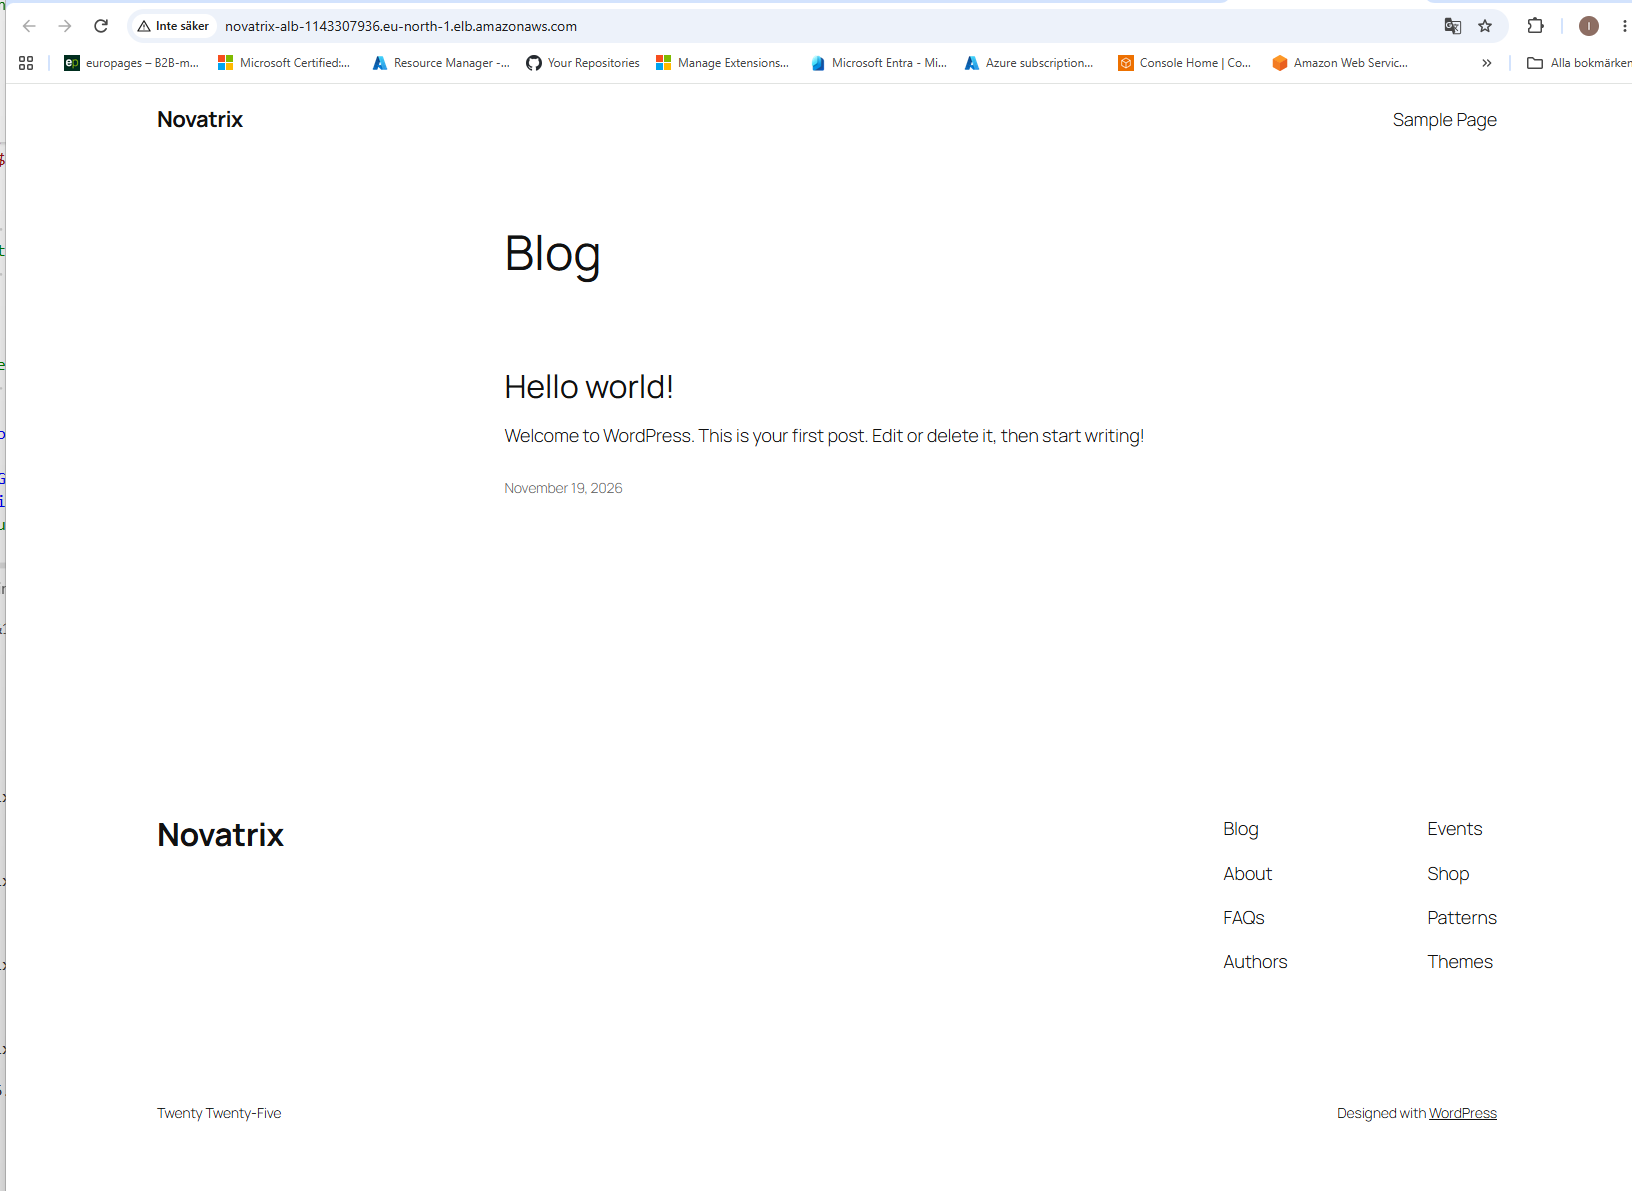 Inte säker novatrix-alb-1143307936.eu-north-1.elb.amazonaws.com I
ep europages – B2B-m... Microsoft Certified:... Resource Manager -... Your Repositories Manage Extensions... Microsoft Entra - Mi... Azure subscription... Console Home | Co... Amazon Web Servic... » Alla bokmärken
Novatrix Sample Page
Blog
Hello world!
Welcome to WordPress. This is your first post. Edit or delete it, then start writing!
November 19, 2026
Novatrix
Blog Events
About Shop
FAQs Patterns
Authors Themes
Twenty Twenty-Five Designed with WordPress